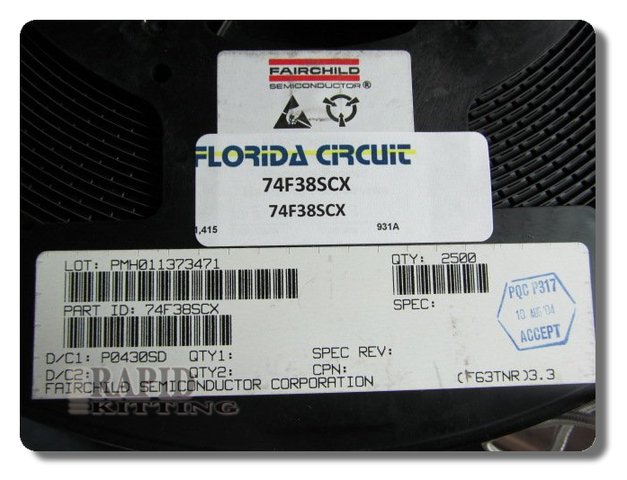 FAIRCHILD
SEMICONDUCTOR®
FLORIDA CIRCUIT
74F38SCX
74F38SCX
1,415 931A
LOT: PMH011373471 QTY: 2500
PART ID: 74F38SCX SPEC:
PQC P317
18 AUG '04
ACCEPT
D/C1: P0430SD QTY1: SPEC REV:
D/C2: QTY2: CPN:
FAIRCHILD SEMICONDUCTOR CORPORATION (F63TNR)3.3
RAPID
KITTING